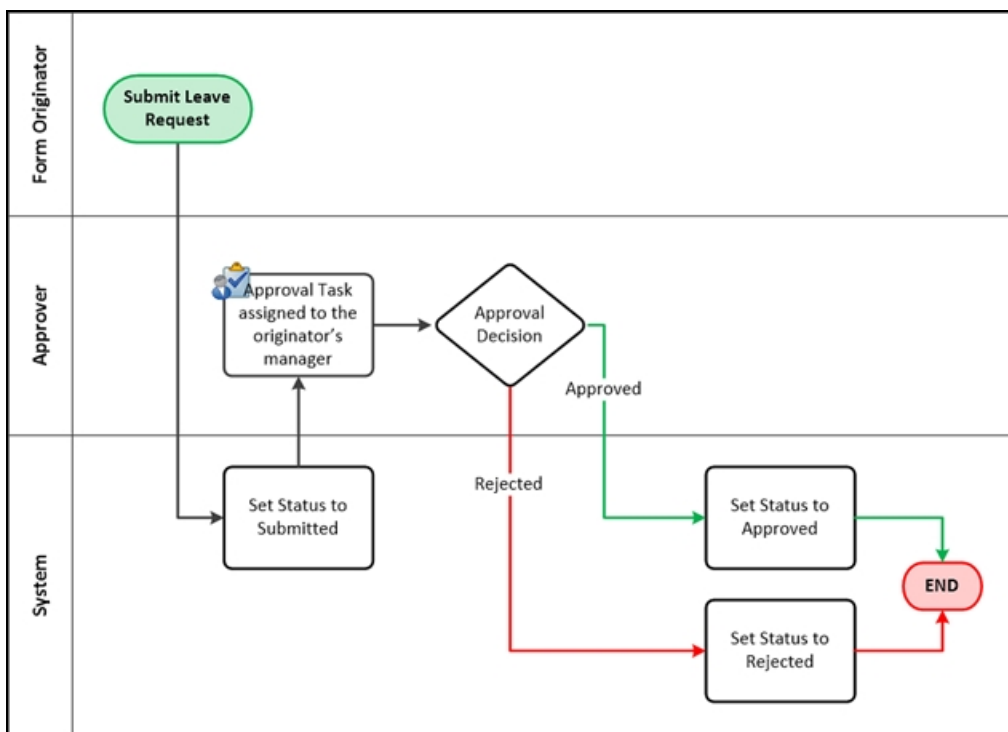 Form Originator
Submit Leave
Request
Approver
Approval Task
assigned to the
originator's
manager
Approval
Decision
Approved
Rejected
System
Set Status to
Submitted
Set Status to
Approved
END
Set Status to
Rejected